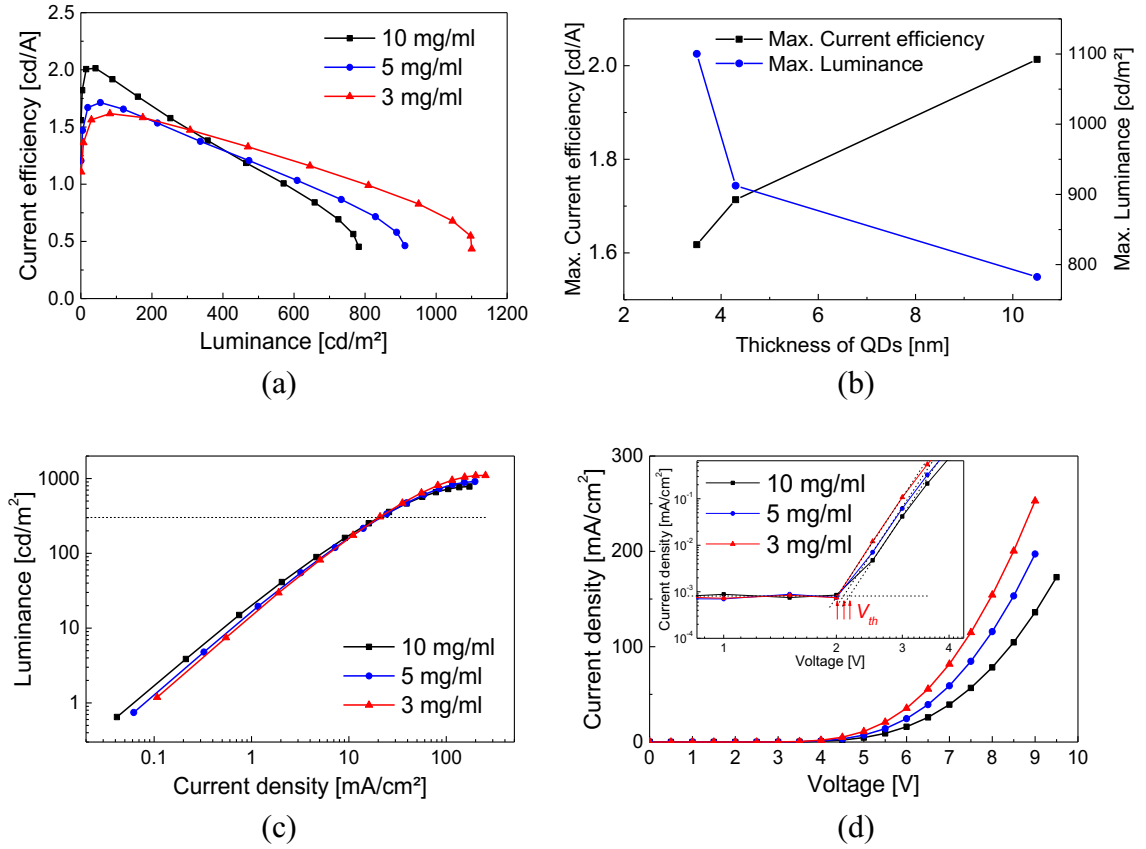 2.5
2.0
1.5
1.0
0.5
0.0
Current efficiency [cd/A]
10 mg/ml
5 mg/ml
3 mg/ml
0 200 400 600 800 1000 1200
Luminance [cd/m²]
(a)
2.0
1.8
1.6
Max. Current efficiency [cd/A]
Max. Current efficiency
Max. Luminance
1100
1000
900
800
Max. Luminance [cd/m²]
2 4 6 8 10
Thickness of QDs [nm]
(b)
1000
100
10
1
Luminance [cd/m²]
10 mg/ml
5 mg/ml
3 mg/ml
0.1 1 10 100
Current density [mA/cm²]
(c)
300
250
200
150
100
50
0
Current density [mA/cm²]
10⁻¹
10⁻²
10⁻³
10⁻⁴
Current density [mA/cm²]
10 mg/ml
5 mg/ml
3 mg/ml
Vth
1 2 3 4
Voltage [V]
0 1 2 3 4 5 6 7 8 9 10
Voltage [V]
(d)